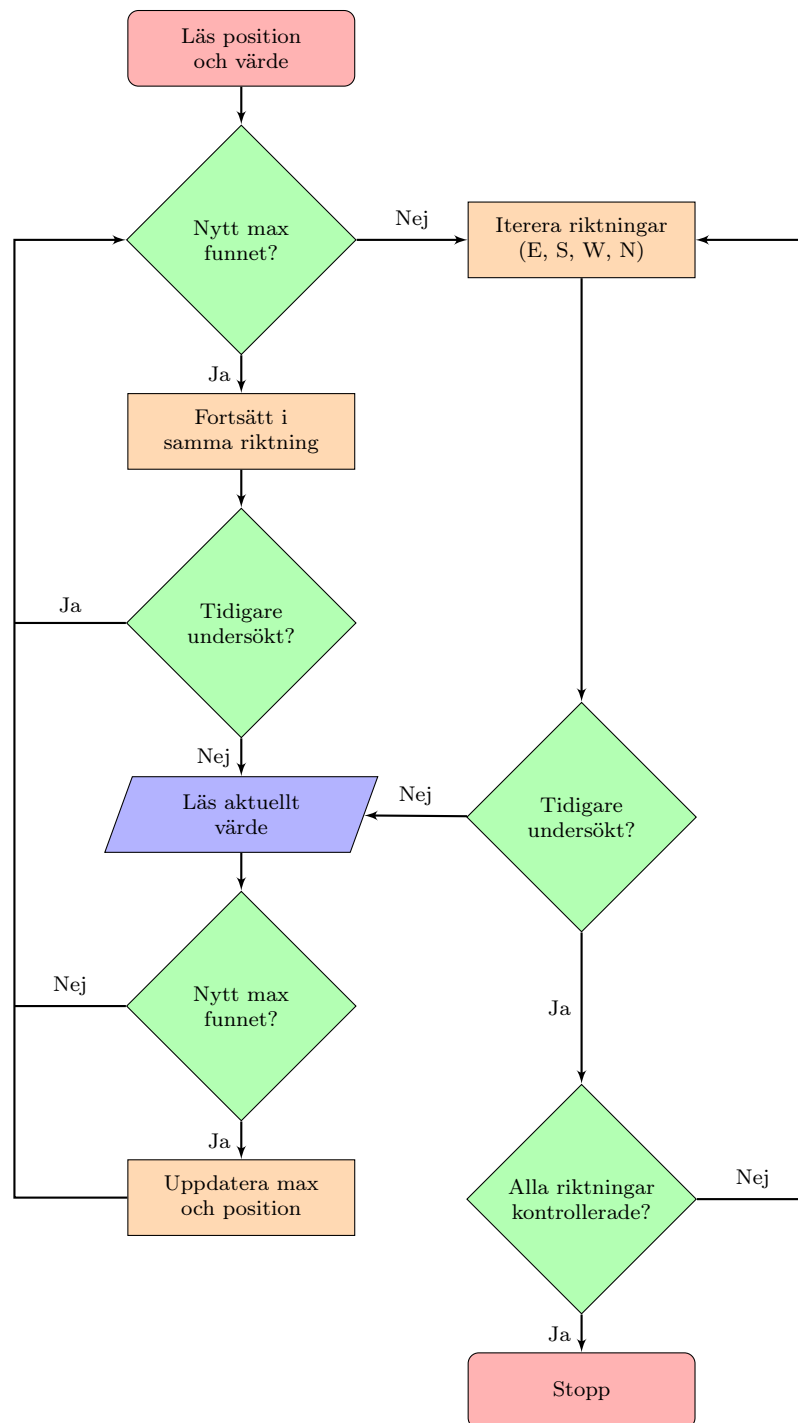 Läs position
och värde
Nytt max
funnet?
Nej
Iterera riktningar
(E, S, W, N)
Ja
Fortsätt i
samma riktning
Ja
Tidigare
undersökt?
Nej
Läs aktuellt
värde
Nej
Tidigare
undersökt?
Nej
Nytt max
funnet?
Ja
Ja
Uppdatera max
och position
Alla riktningar
kontrollerade?
Nej
Ja
Stopp